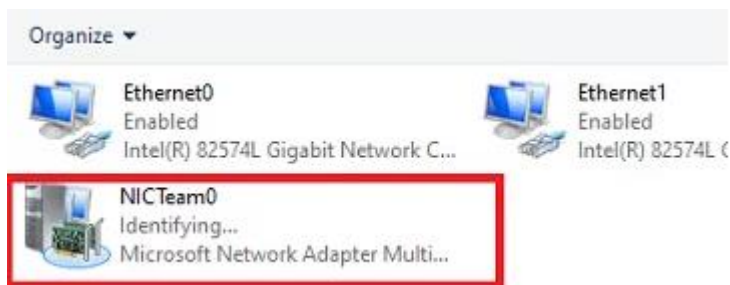 Organize
Ethernet0
Enabled
Intel(R) 82574L Gigabit Network C...
Ethernet1
Enabled
Intel(R) 82574L
NICTeam0
Identifying...
Microsoft Network Adapter Multi...